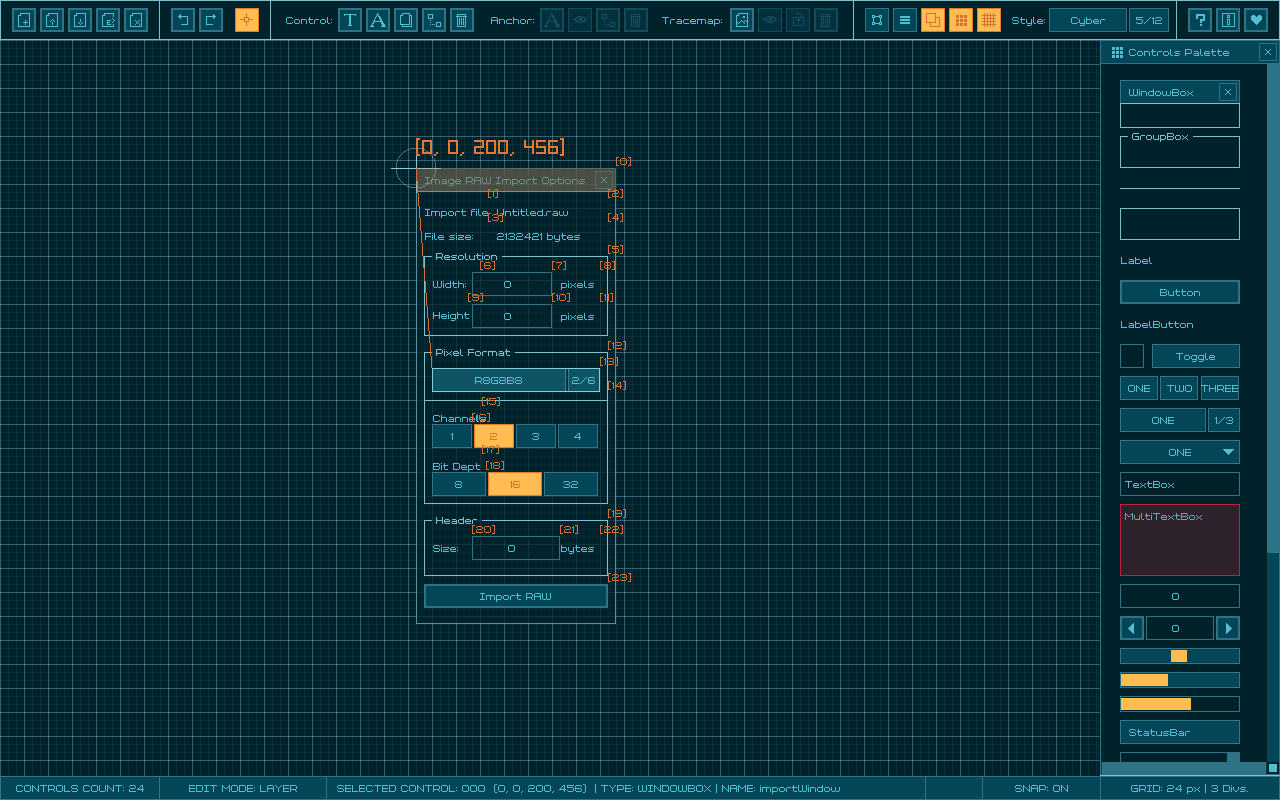 Control: T A Anchor: A Tracemap: Style: Cyber 5/12 ?
Controls Palette
WindowBox
GroupBox
Label
Button
LabelButton
Toggle
ONE TWO THREE
ONE 1/3
ONE
TextBox
MultiTextBox
0
0
StatusBar
[0, 0, 200, 456]
[0]
Image RAW Import Options
[1] [2]
Import file: Untitled.raw
[3] [4]
File size: 2132421 bytes
[5]
Resolution
[6] [7] [8]
Width: 0 pixels
[9] [10] [11]
Height 0 pixels
[12]
Pixel Format
[13]
R8G8B8 2/6
[14]
[15]
Channels
[16]
1 2 3 4
[17]
Bit Dept [18]
8 16 32
[19]
Header
[20] [21] [22]
Size: 0 bytes
[23]
Import RAW
CONTROLS COUNT: 24 EDIT MODE: LAYER SELECTED CONTROL: 000 (0, 0, 200, 456) | TYPE: WINDOWBOX | NAME: importWindow SNAP: ON GRID: 24 px | 3 Divs.